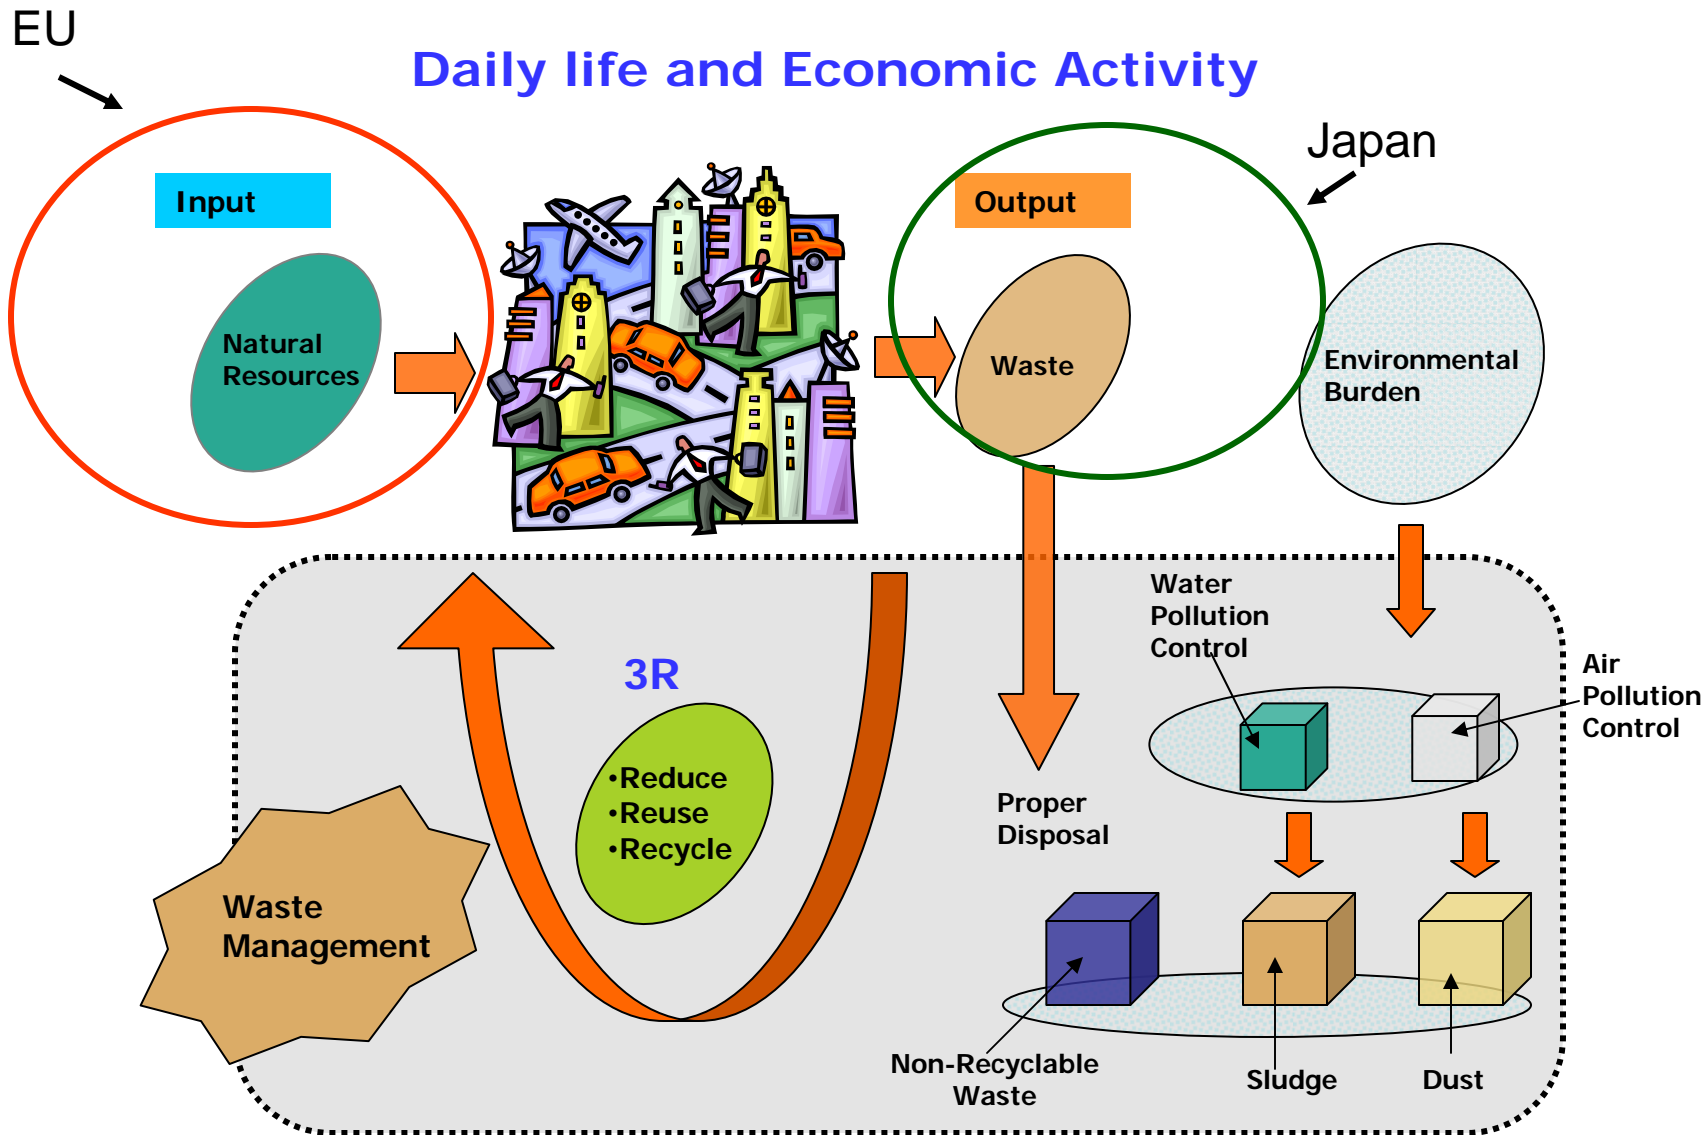 EU
Daily life and Economic Activity
Japan
Input
Output
Natural
Resources
Waste
Environmental
Burden
Water
Pollution
Control
Air
Pollution
Control
3R
•Reduce
•Reuse
•Recycle
Proper
Disposal
Waste
Management
Non-Recyclable
Waste
Sludge
Dust